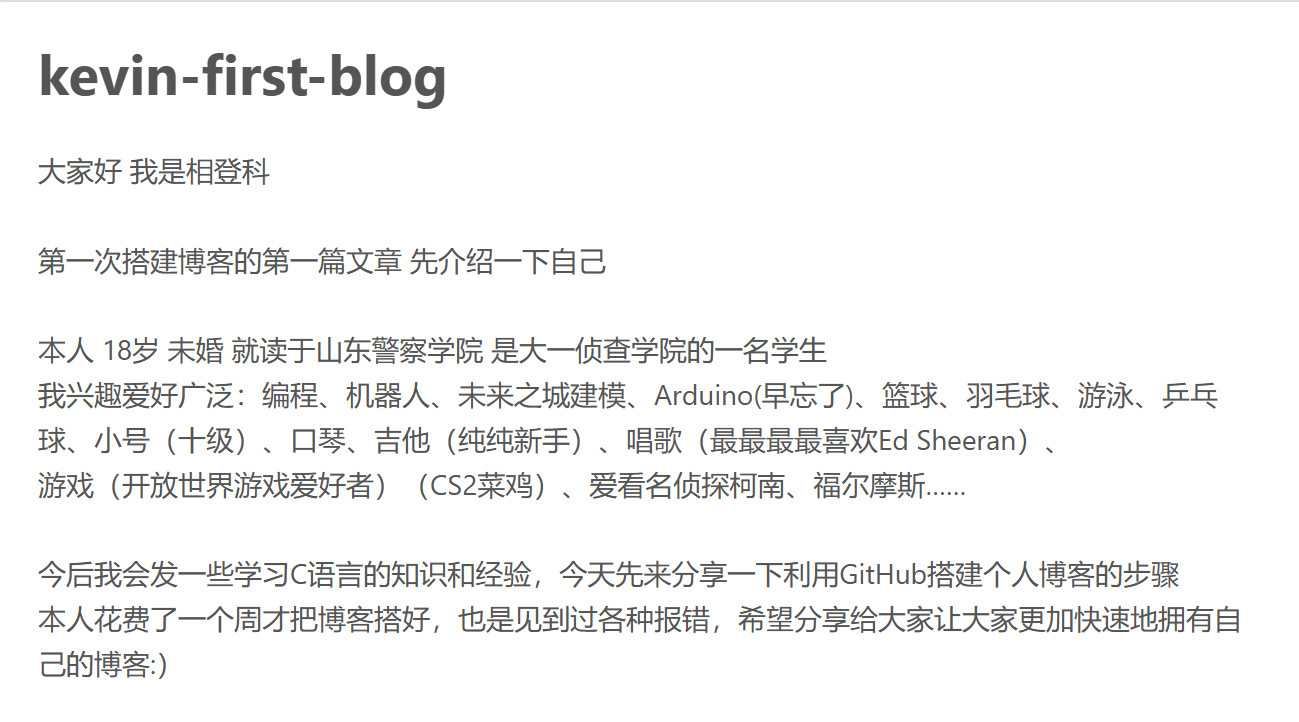 kevin-first-blog
大家好 我是相登科
第一次搭建博客的第一篇文章 先介绍一下自己
本人 18岁 未婚 就读于山东警察学院 是大一侦查学院的一名学生
我兴趣爱好广泛：编程、机器人、未来之城建模、Arduino(早忘了)、篮球、羽毛球、游泳、乒乓
球、小号（十级）、口琴、吉他（纯纯新手）、唱歌（最最最最喜欢Ed Sheeran）、
游戏（开放世界游戏爱好者）（CS2菜鸡）、爱看名侦探柯南、福尔摩斯......
今后我会发一些学习C语言的知识和经验，今天先来分享一下利用GitHub搭建个人博客的步骤
本人花费了一个周才把博客搭好，也是见到过各种报错，希望分享给大家让大家更加快速地拥有自
己的博客:)